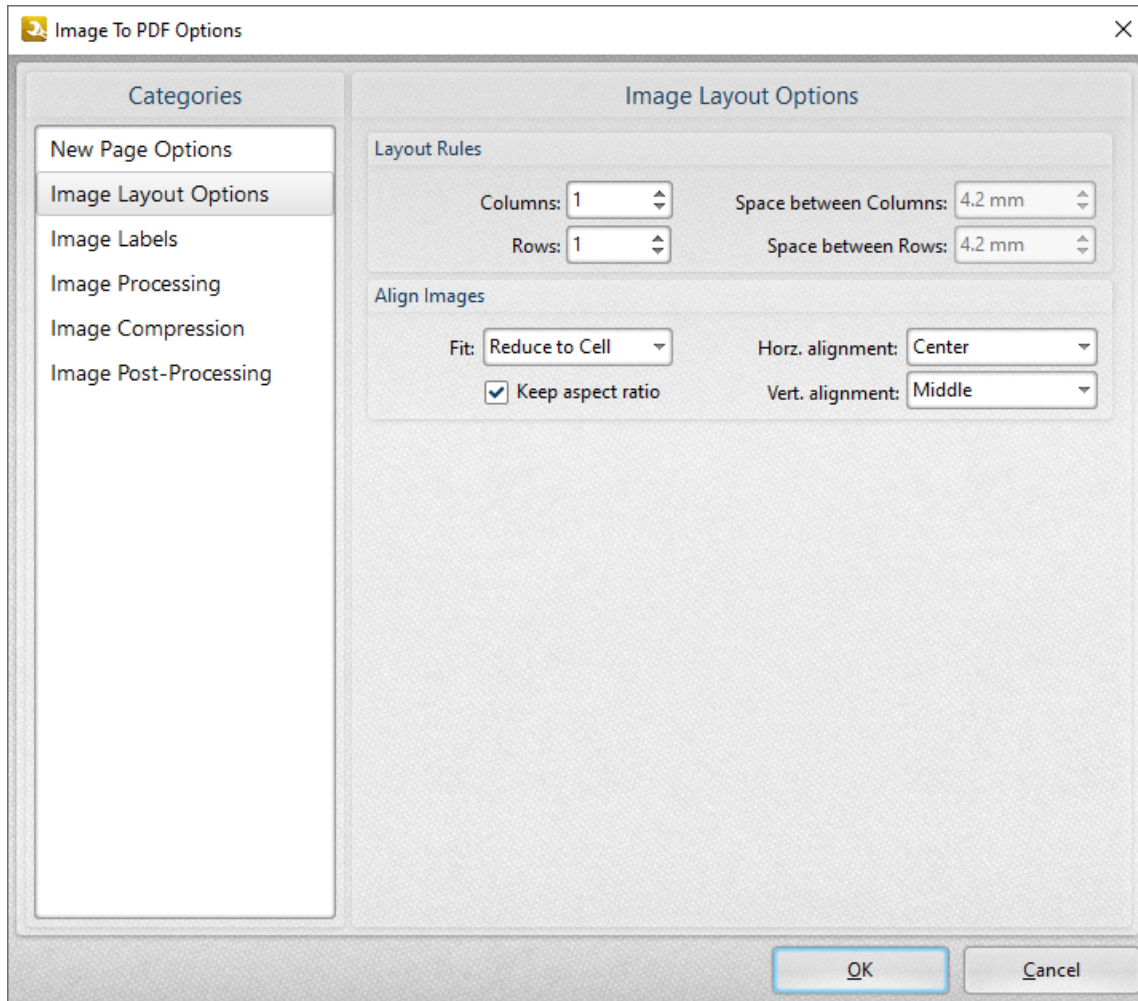 Image To PDF Options
Categories
New Page Options
Image Layout Options
Image Labels
Image Processing
Image Compression
Image Post-Processing
Image Layout Options
Layout Rules
Columns: 1 Space between Columns: 4.2 mm
Rows: 1 Space between Rows: 4.2 mm
Align Images
Fit: Reduce to Cell Horz. alignment: Center
Keep aspect ratio Vert. alignment: Middle
OK Cancel